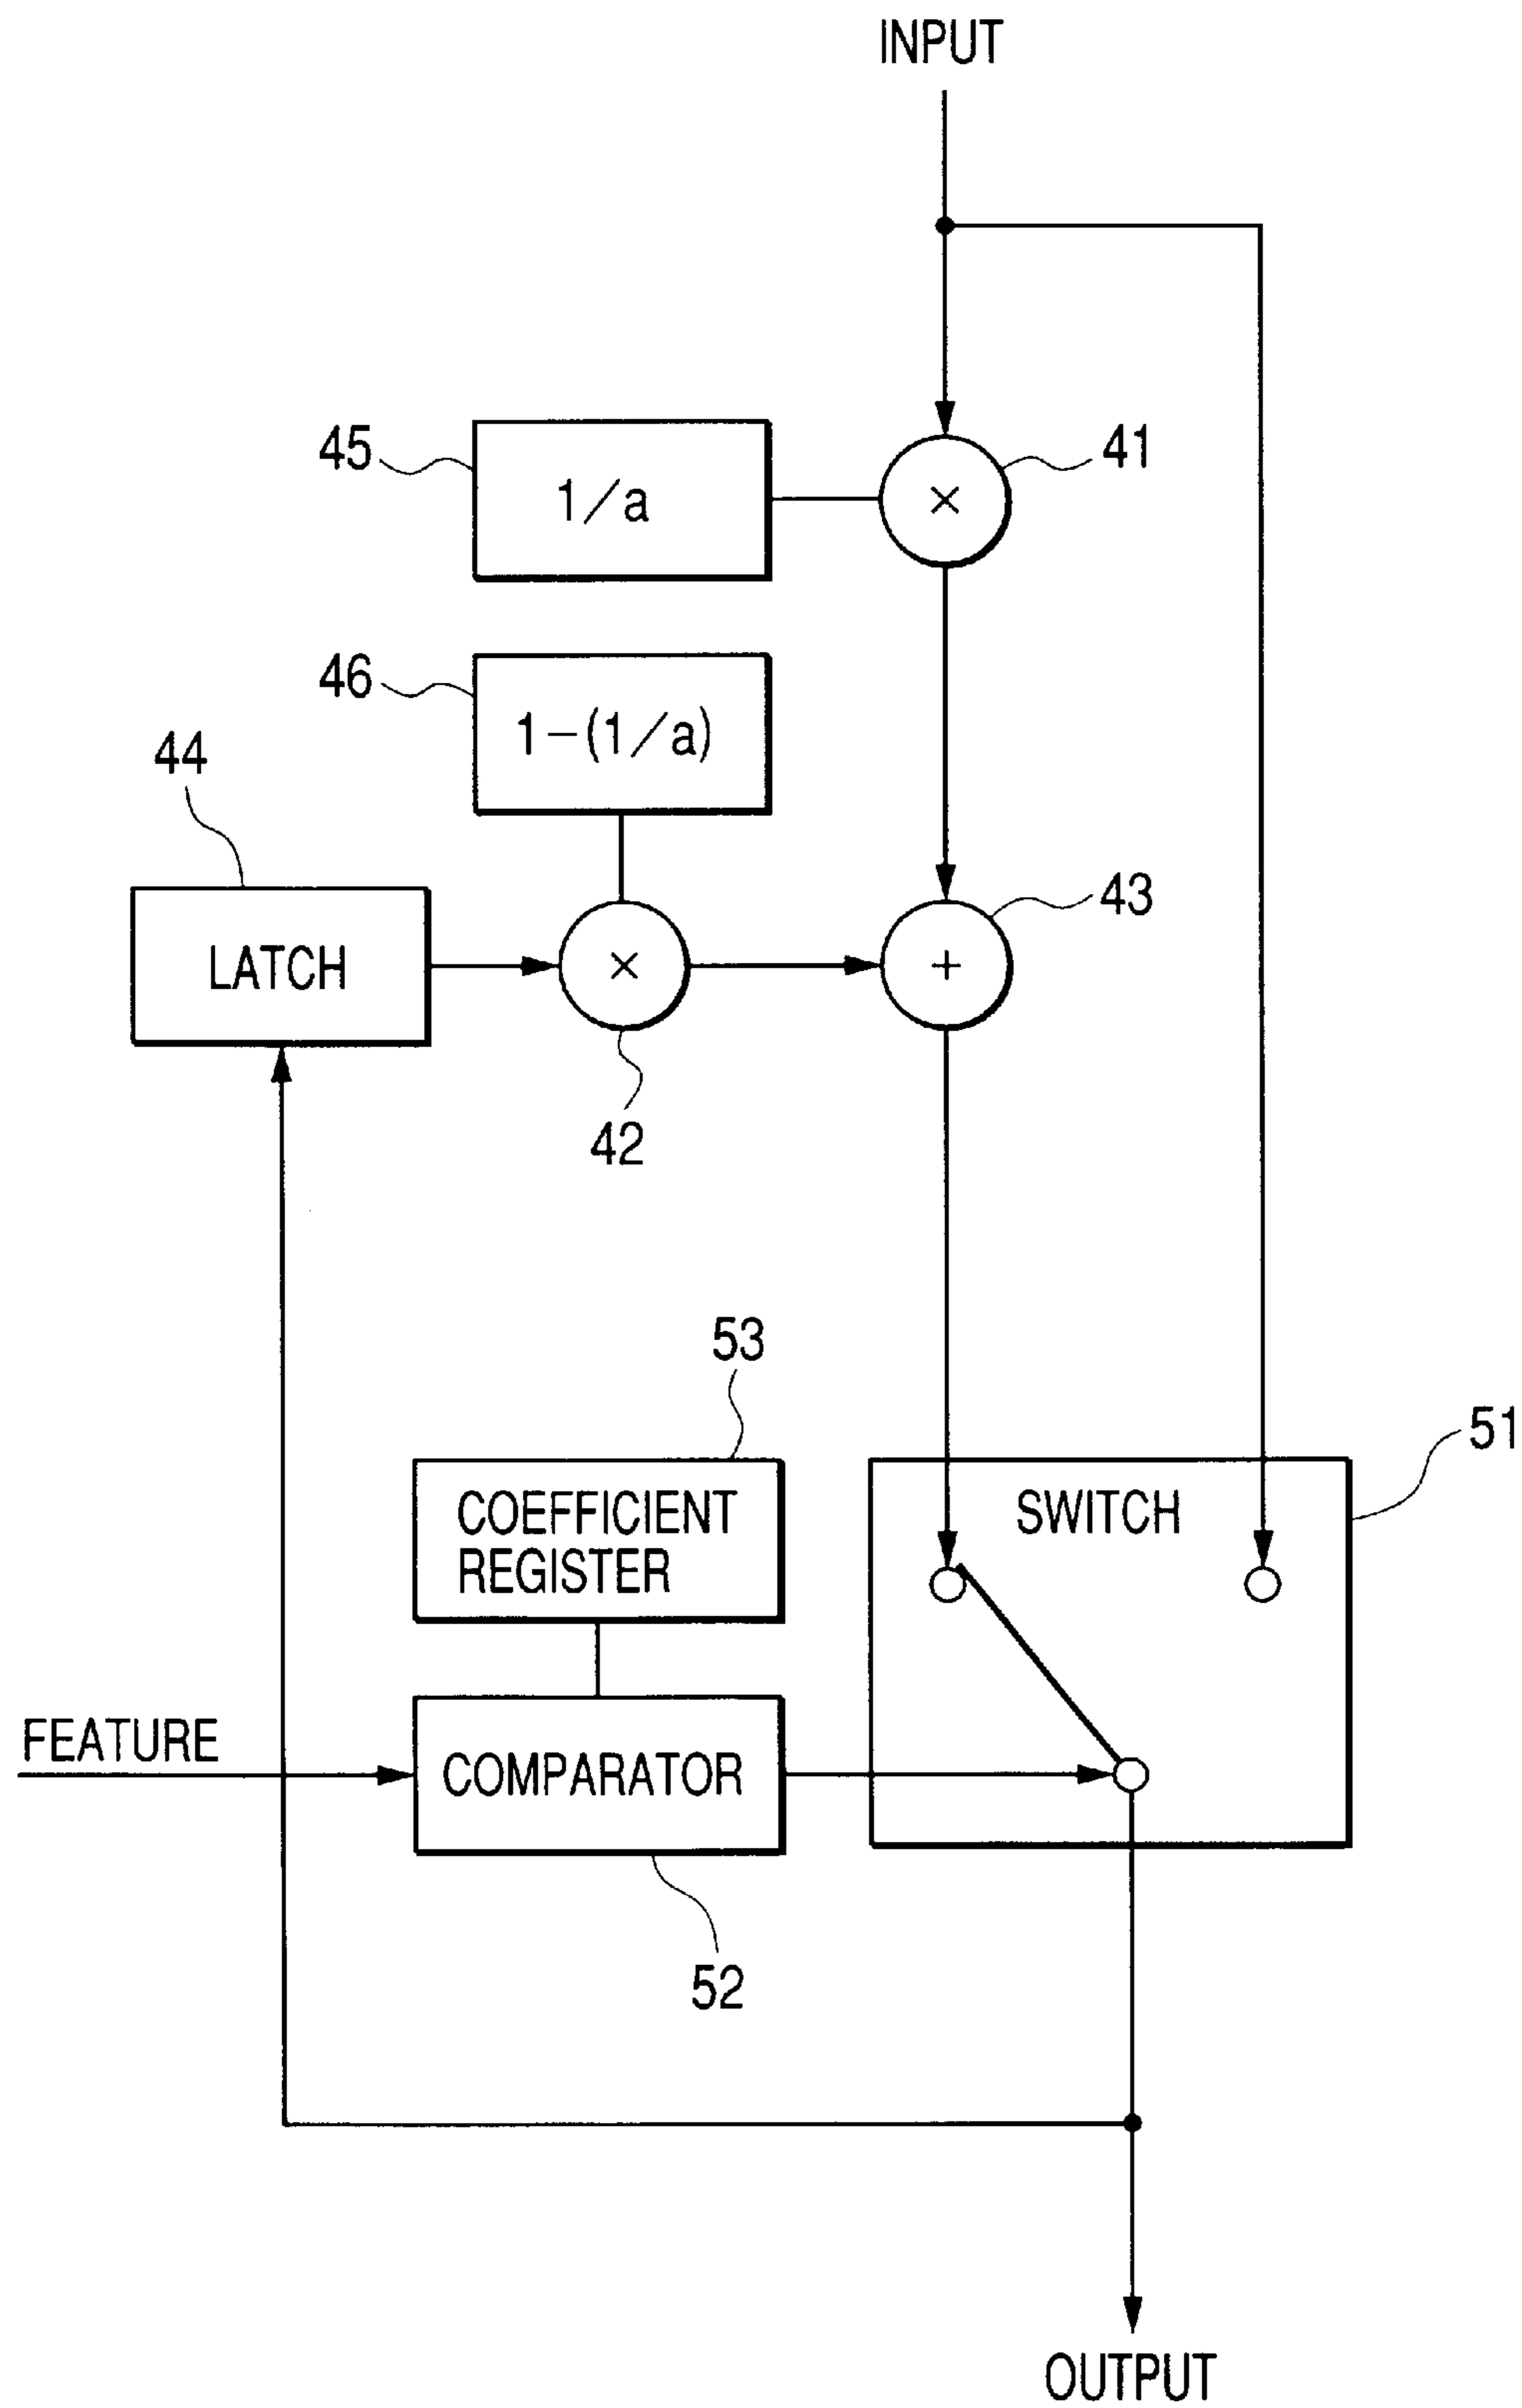 INPUT
45
1/a
41
×
46
1-(1/a)
44
43
LATCH
×
+
42
53
51
COEFFICIENT
REGISTER
SWITCH
FEATURE
COMPARATOR
52
OUTPUT